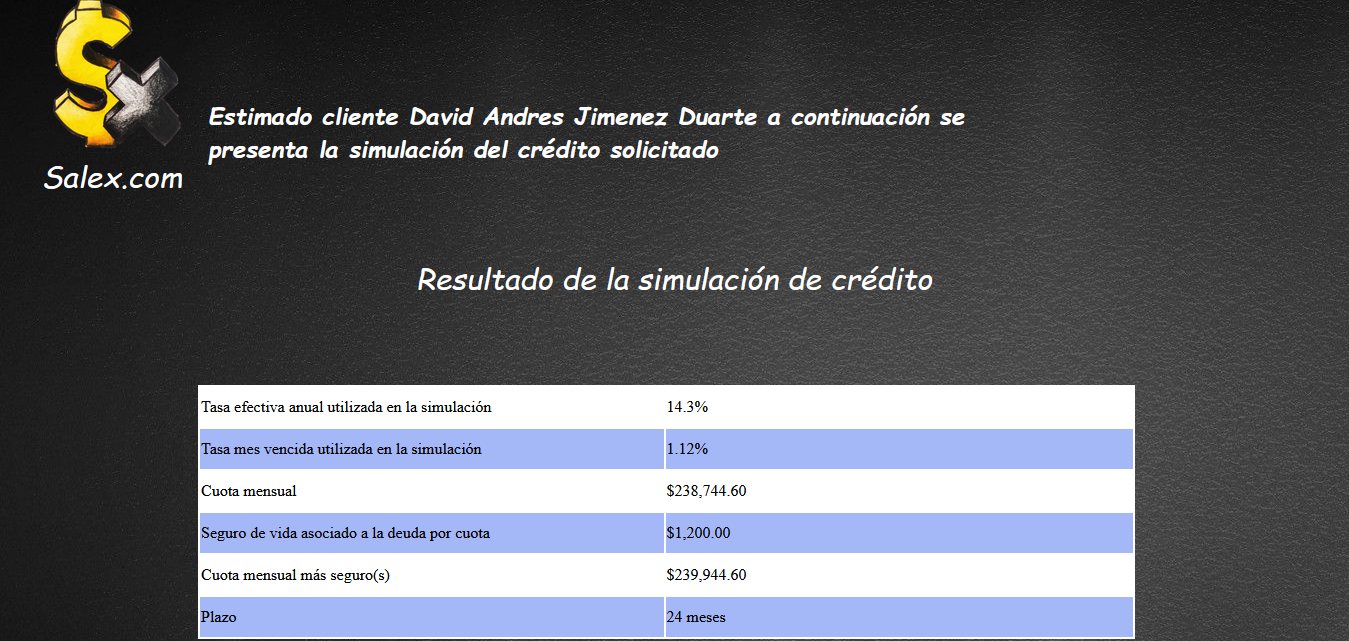 Sx
Salex.com
Estimado cliente David Andres Jimenez Duarte a continuación se
presenta la simulación del crédito solicitado
Resultado de la simulación de crédito
Tasa efectiva anual utilizada en la simulación 14.3%
Tasa mes vencida utilizada en la simulación 1.12%
Cuota mensual $238,744.60
Seguro de vida asociado a la deuda por cuota $1,200.00
Cuota mensual más seguro(s) $239,944.60
Plazo 24 meses